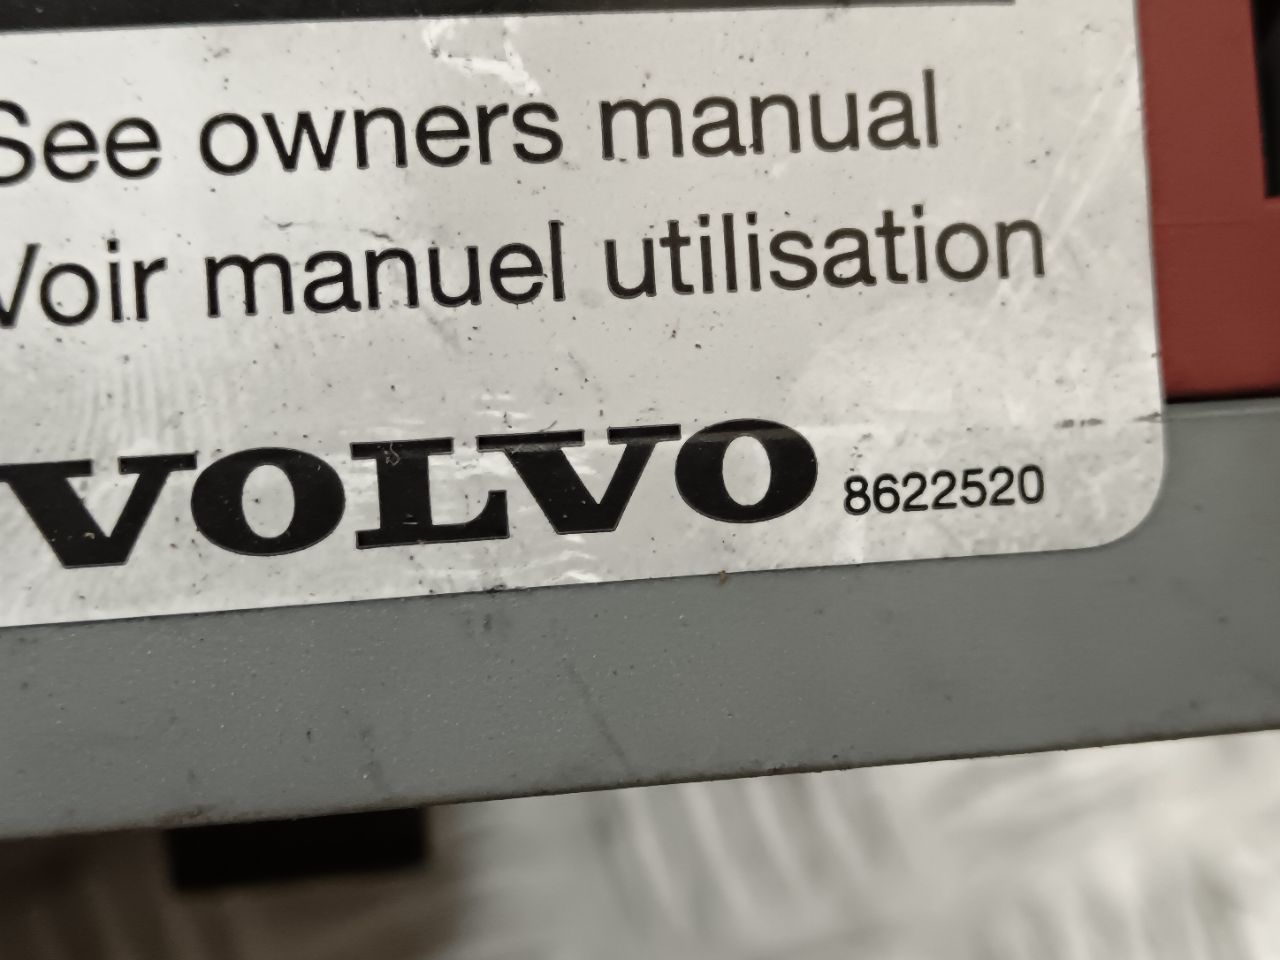 See owners manual
Voir manuel utilisation
VOLVO 8622520